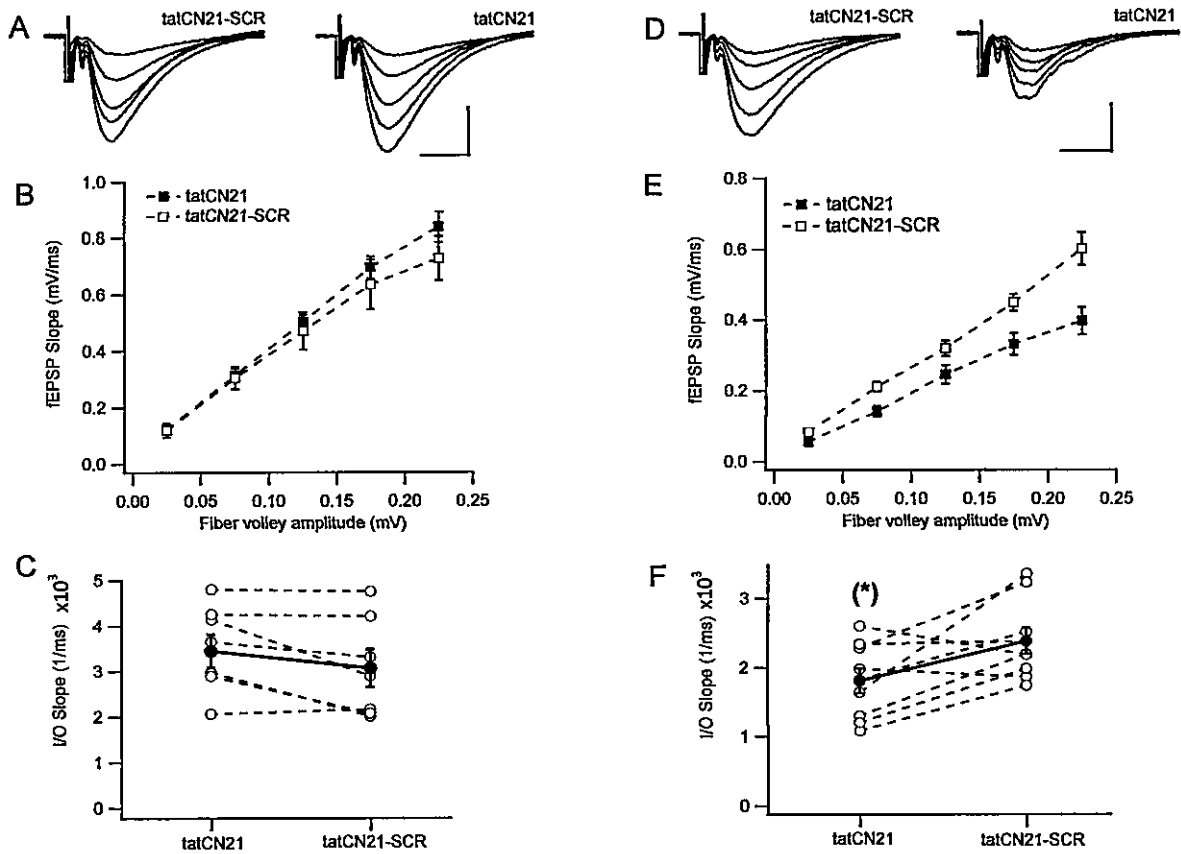 A
tatCN21-SCR
tatCN21
B
tatCN21
tatCN21-SCR
fEPSP Slope (mV/ms)
1.0
0.8
0.6
0.4
0.2
0.0
0.00 0.05 0.10 0.15 0.20 0.25
Fiber volley amplitude (mV)
C
I/O Slope (1/ms) x10³
5
4
3
2
1
0
tatCN21
tatCN21-SCR
D
tatCN21-SCR
tatCN21
E
tatCN21
tatCN21-SCR
fEPSP Slope (mV/ms)
0.8
0.6
0.4
0.2
0.0
0.00 0.05 0.10 0.15 0.20 0.25
Fiber volley amplitude (mV)
F
(*)
I/O Slope (1/ms) x10³
3
2
1
0
tatCN21
tatCN21-SCR